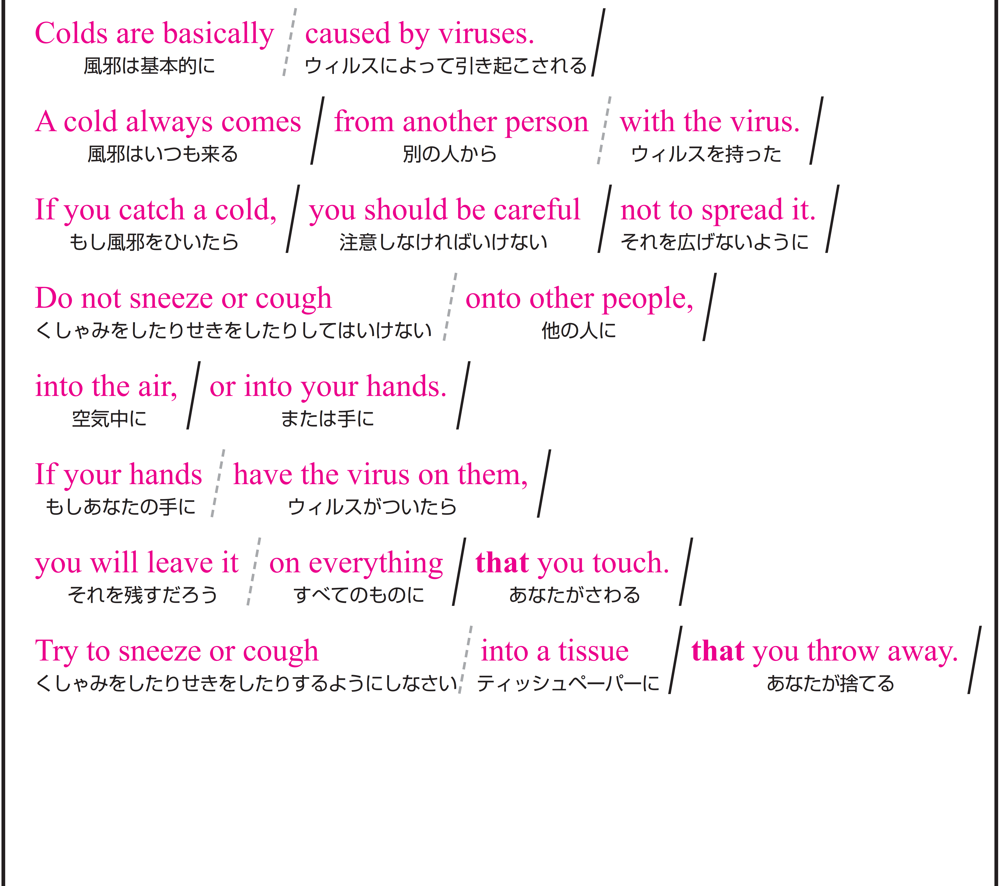 Colds are basically / caused by viruses. /
風邪は基本的に ウィルスによって引き起こされる
A cold always comes / from another person / with the virus. /
風邪はいつも来る 別の人から ウィルスを持った
If you catch a cold, / you should be careful / not to spread it. /
もし風邪をひいたら 注意しなければいけない それを広げないように
Do not sneeze or cough / onto other people, /
くしゃみをしたりせきをしたりしてはいけない 他の人に
into the air, / or into your hands. /
空気中に または手に
If your hands / have the virus on them, /
もしあなたの手に ウィルスがついたら
you will leave it / on everything / that you touch. /
それを残すだろう すべてのものに あなたがさわる
Try to sneeze or cough / into a tissue / that you throw away. /
くしゃみをしたりせきをしたりするようにしなさい ティッシュペーパーに あなたが捨てる